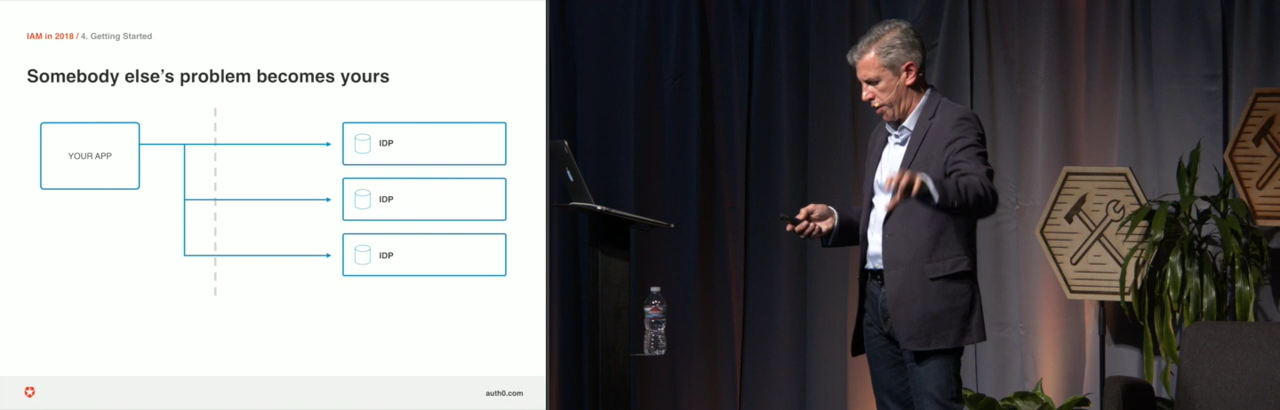 IAM in 2018 / 4. Getting Started
Somebody else’s problem becomes yours
YOUR APP
IDP
IDP
IDP
auth0.com